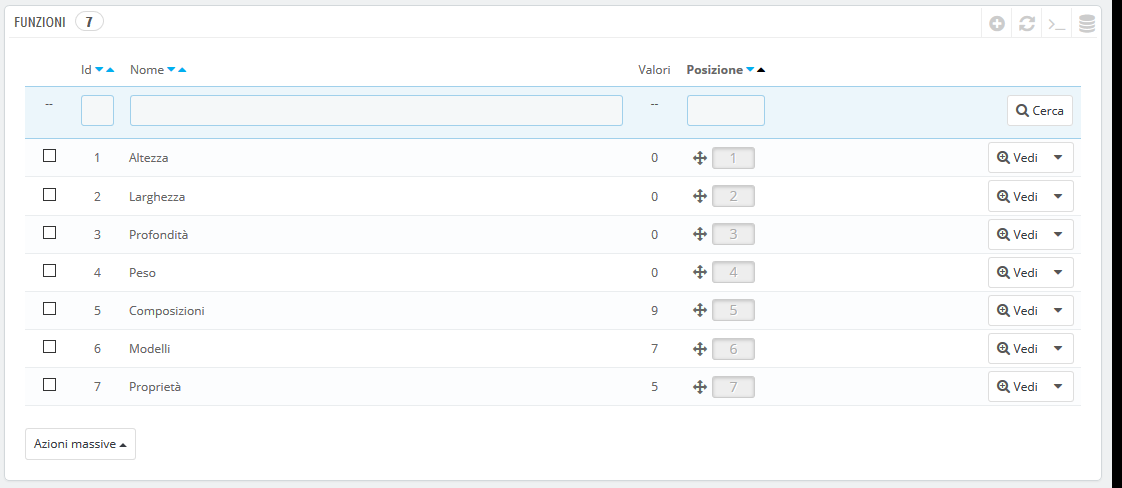 FUNZIONI 7
Id Nome Valori Posizione
-- -- Cerca
1 Altezza 0 1 Vedi
2 Larghezza 0 2 Vedi
3 Profondità 0 3 Vedi
4 Peso 0 4 Vedi
5 Composizioni 9 5 Vedi
6 Modelli 7 6 Vedi
7 Proprietà 5 7 Vedi
Azioni massive